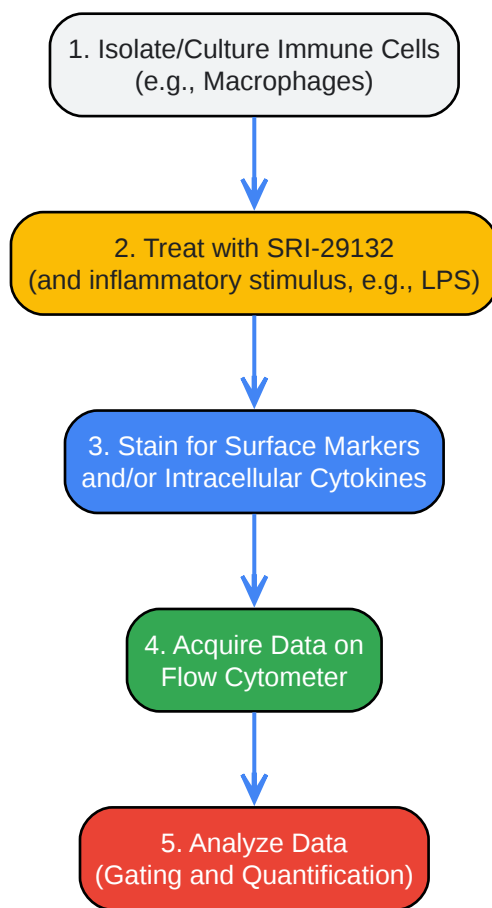 1. Isolate/Culture Immune Cells
(e.g., Macrophages)
2. Treat with SRI-29132
(and inflammatory stimulus, e.g., LPS)
3. Stain for Surface Markers
and/or Intracellular Cytokines
4. Acquire Data on
Flow Cytometer
5. Analyze Data
(Gating and Quantification)